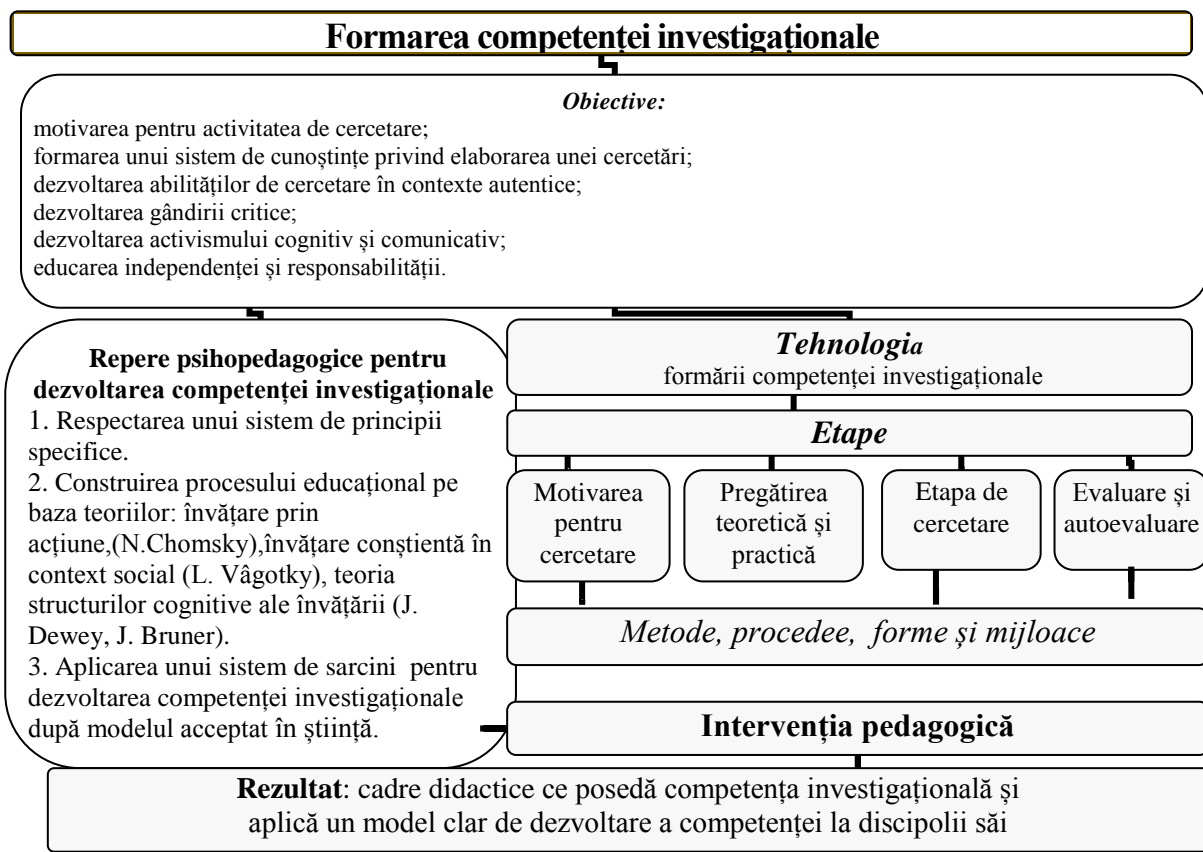 Formarea competenței investigaționale
Obiective:
motivarea pentru activitatea de cercetare;
formarea unui sistem de cunoștințe privind elaborarea unei cercetări;
dezvoltarea abilităților de cercetare în contexte autentice;
dezvoltarea gândirii critice;
dezvoltarea activismului cognitiv și comunicativ;
educarea independenței și responsabilității.
Repere psihopedagogice pentru
dezvoltarea competenței investigaționale
1. Respectarea unui sistem de principii
specifice.
2. Construirea procesului educațional pe
baza teoriilor: învățare prin
acțiune,(N.Chomsky),învățare conștientă în
context social (L. Vâgotky), teoria
structurilor cognitive ale învățării (J.
Dewey, J. Bruner).
3. Aplicarea unui sistem de sarcini pentru
dezvoltarea competenței investigaționale
după modelul acceptat în știință.
Tehnologia
formării competenței investigaționale
Etape
Motivarea
pentru
cercetare
Pregătirea
teoretică și
practică
Etapa de
cercetare
Evaluare și
autoevaluare
Metode, procedee, forme și mijloace
Intervenția pedagogică
Rezultat: cadre didactice ce posedă competența investigațională și
aplică un model clar de dezvoltare a competenței la discipolii săi